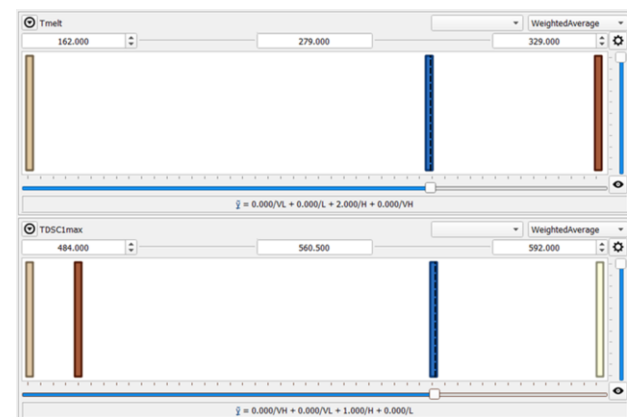 Tmelt WeightedAverage
162.000 279.000 329.000
ŷ = 0.000/VL + 0.000/L + 2.000/H + 0.000/VH
TDSC1max WeightedAverage
484.000 560.500 592.000
ŷ = 0.000/VH + 0.000/VL + 1.000/H + 0.000/L